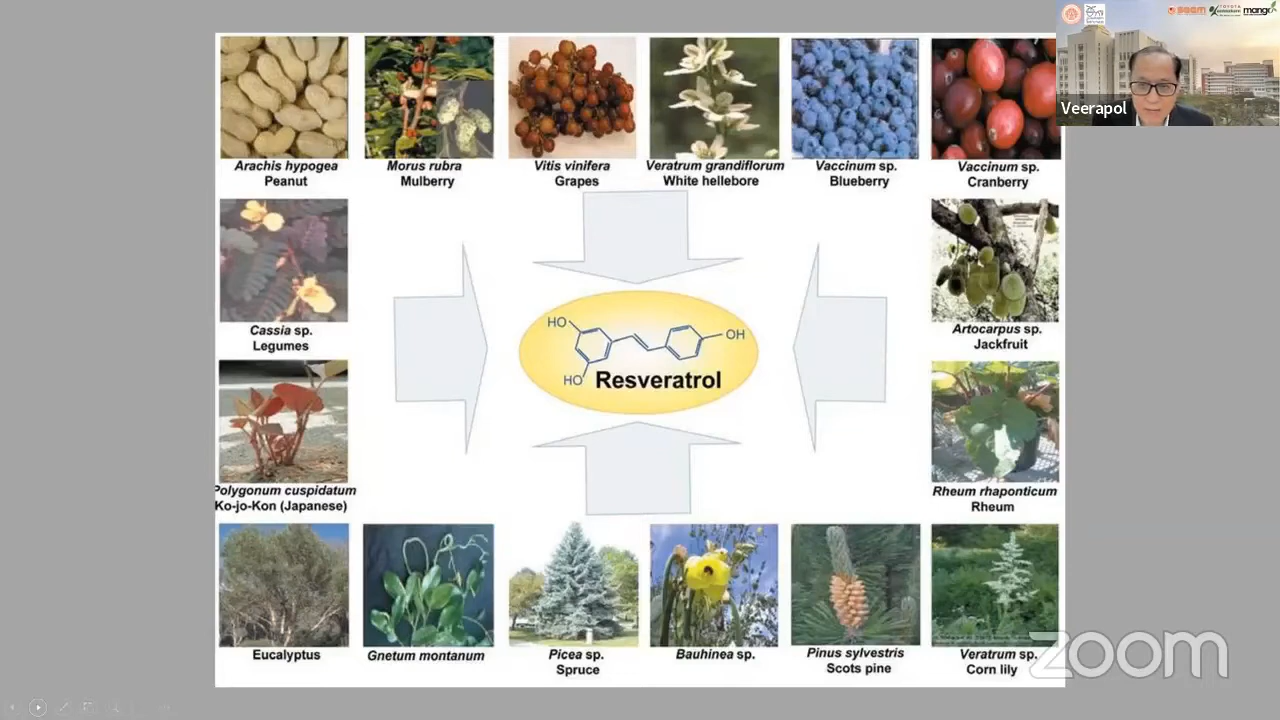 Arachis hypogea
Peanut
Morus rubra
Mulberry
Vitis vinifera
Grapes
Veratrum grandiflorum
White hellebore
Vaccinum sp.
Blueberry
Vaccinum sp.
Cranberry
TOYOTA
mango
Veerapol
Cassia sp.
Legumes
Artocarpus sp.
Jackfruit
HO
OH
HO
Resveratrol
Polygonum cuspidatum
Ko-jo-Kon (Japanese)
Rheum rhaponticum
Rheum
Eucalyptus
Gnetum montanum
Picea sp.
Spruce
Bauhinea sp.
Pinus sylvestris
Scots pine
Veratrum sp.
Corn lily
zoom